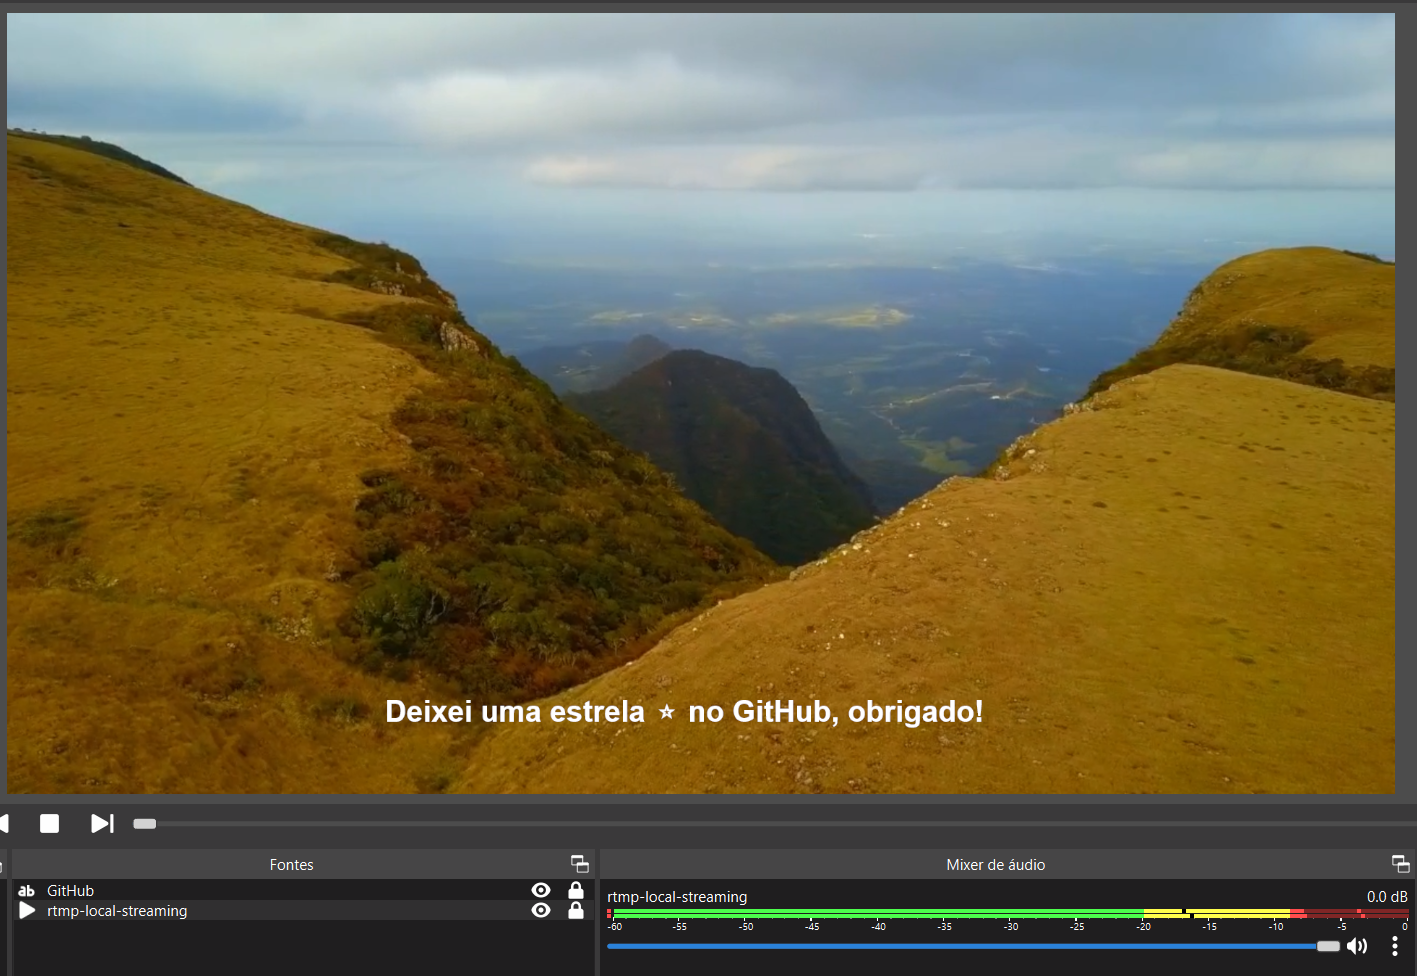 Deixei uma estrela ☆ no GitHub, obrigado!
Fontes
ab GitHub
rtmp-local-streaming
Mixer de áudio
rtmp-local-streaming 0.0 dB
-60 -55 -50 -45 -40 -35 -30 -25 -20 -15 -10 -5 0